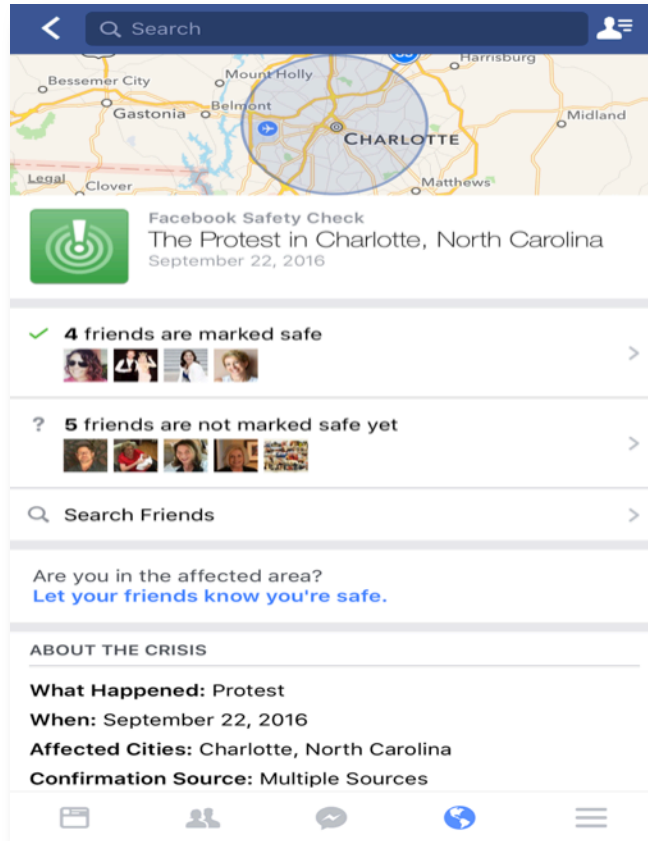 Search
Harrisburg
Bessemer City
Mount Holly
Gastonia
Belmont
CHARLOTTE
Midland
Legal
Clover
Matthews
Facebook Safety Check
The Protest in Charlotte, North Carolina
September 22, 2016
4 friends are marked safe
? 5 friends are not marked safe yet
Search Friends
Are you in the affected area?
Let your friends know you're safe.
ABOUT THE CRISIS
What Happened: Protest
When: September 22, 2016
Affected Cities: Charlotte, North Carolina
Confirmation Source: Multiple Sources